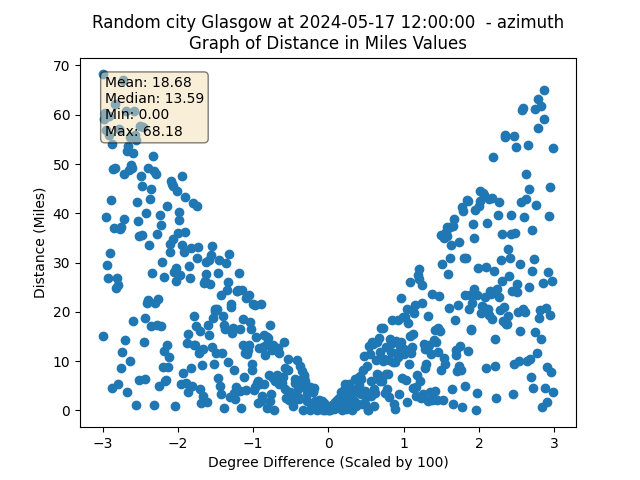 Random city Glasgow at 2024-05-17 12:00:00  - azimuth
Graph of Distance in Miles Values
70
60
50
40
30
20
10
0
Mean: 18.68
Median: 13.59
Min: 0.00
Max: 68.18
Distance (Miles)
−3
−2
−1
0
1
2
3
Degree Difference (Scaled by 100)